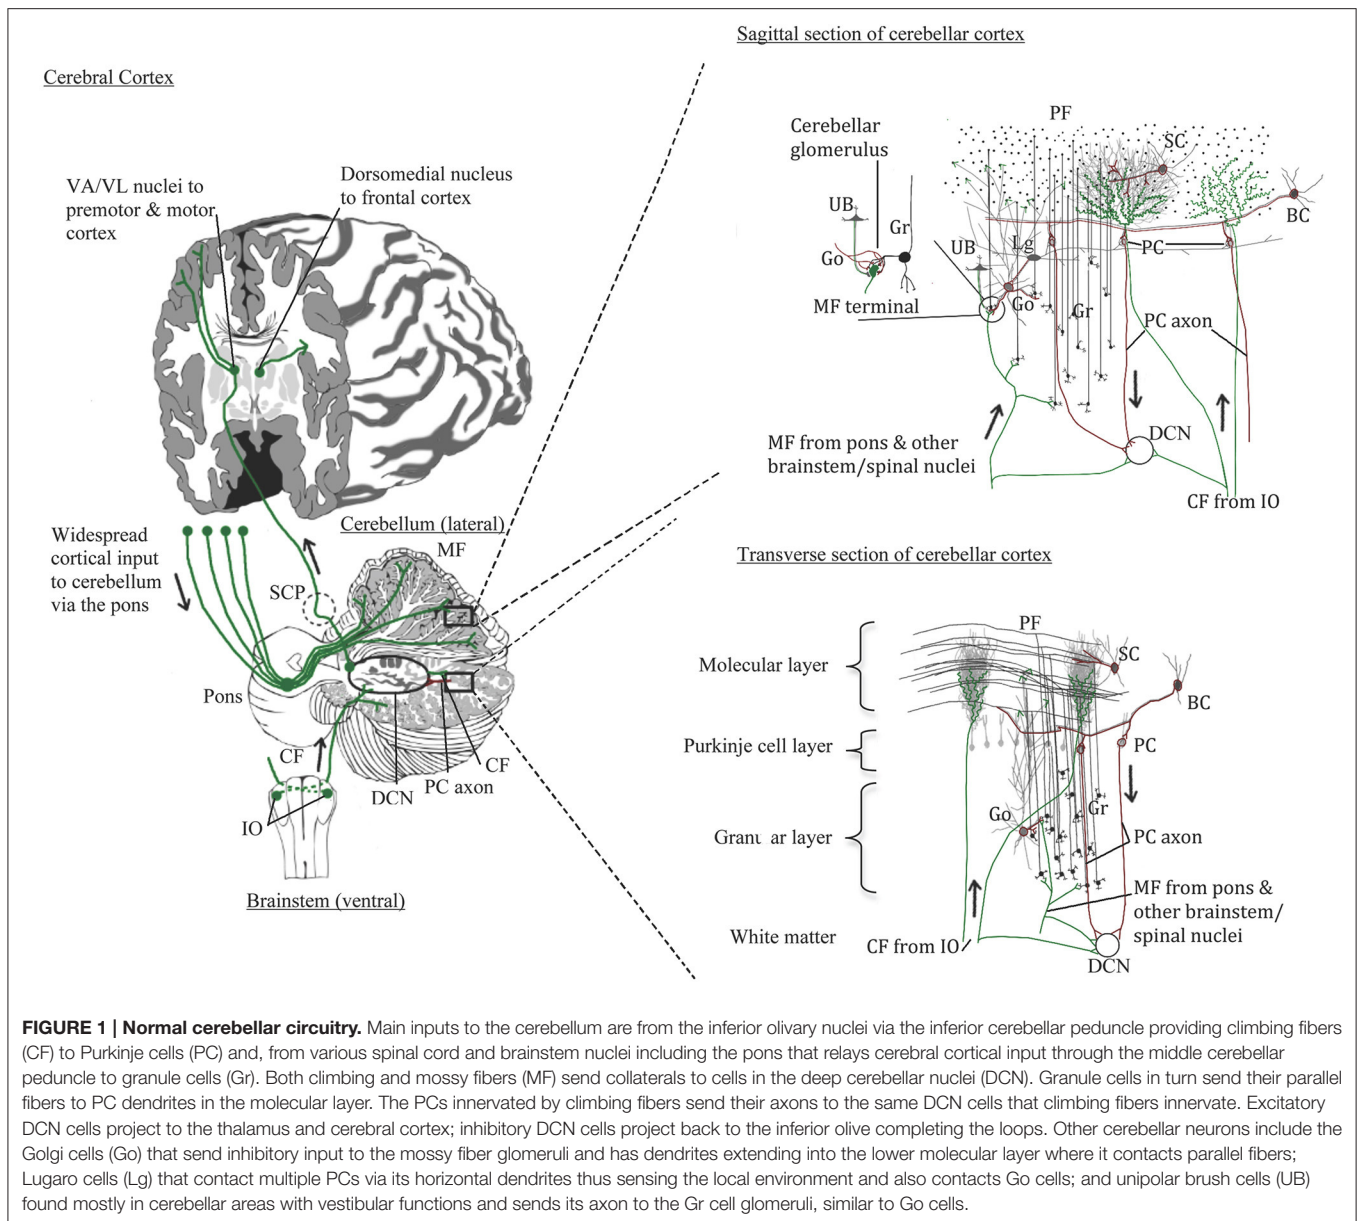 Cerebral Cortex
VA/VL nuclei to
premotor & motor
cortex
Dorsomedial nucleus
to frontal cortex
Widespread
cortical input
to cerebellum
via the pons
SCP
Cerebellum (lateral)
MF
Pons
CF
IO
DCN
PC axon
CF
Brainstem (ventral)
Sagittal section of cerebellar cortex
PF
Cerebellar
glomerulus
SC
UB
Gr
BC
Go
UB
Lg
PC
MF terminal
Go
Gr
PC axon
MF from pons & other
brainstem/spinal nuclei
DCN
CF from IO
Transverse section of cerebellar cortex
PF
Molecular layer
SC
BC
Purkinje cell layer
PC
Go
Gr
Granu ar layer
PC axon
MF from pons &
other brainstem/
spinal nuclei
White matter
CF from IO
DCN
FIGURE 1 | Normal cerebellar circuitry. Main inputs to the cerebellum are from the inferior olivary nuclei via the inferior cerebellar peduncle providing climbing fibers
(CF) to Purkinje cells (PC) and, from various spinal cord and brainstem nuclei including the pons that relays cerebral cortical input through the middle cerebellar
peduncle to granule cells (Gr). Both climbing and mossy fibers (MF) send collaterals to cells in the deep cerebellar nuclei (DCN). Granule cells in turn send their parallel
fibers to PC dendrites in the molecular layer. The PCs innervated by climbing fibers send their axons to the same DCN cells that climbing fibers innervate. Excitatory
DCN cells project to the thalamus and cerebral cortex; inhibitory DCN cells project back to the inferior olive completing the loops. Other cerebellar neurons include the
Golgi cells (Go) that send inhibitory input to the mossy fiber glomeruli and has dendrites extending into the lower molecular layer where it contacts parallel fibers;
Lugaro cells (Lg) that contact multiple PCs via its horizontal dendrites thus sensing the local environment and also contacts Go cells; and unipolar brush cells (UB)
found mostly in cerebellar areas with vestibular functions and sends its axon to the Gr cell glomeruli, similar to Go cells.